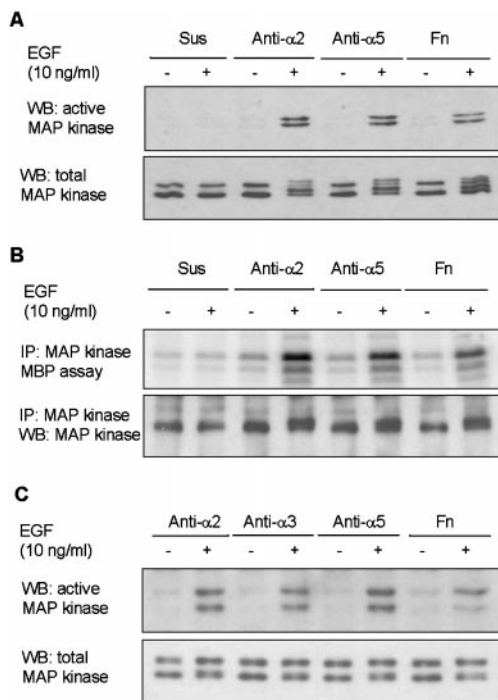 A
Sus Anti-α2 Anti-α5 Fn
EGF
(10 ng/ml) - + - + - + - +
WB: active
MAP kinase
WB: total
MAP kinase
B
Sus Anti-α2 Anti-α5 Fn
EGF
(10 ng/ml) - + - + - + - +
IP: MAP kinase
MBP assay
IP: MAP kinase
WB: MAP kinase
C
Anti-α2 Anti-α3 Anti-α5 Fn
EGF
(10 ng/ml) - + - + - + - +
WB: active
MAP kinase
WB: total
MAP kinase